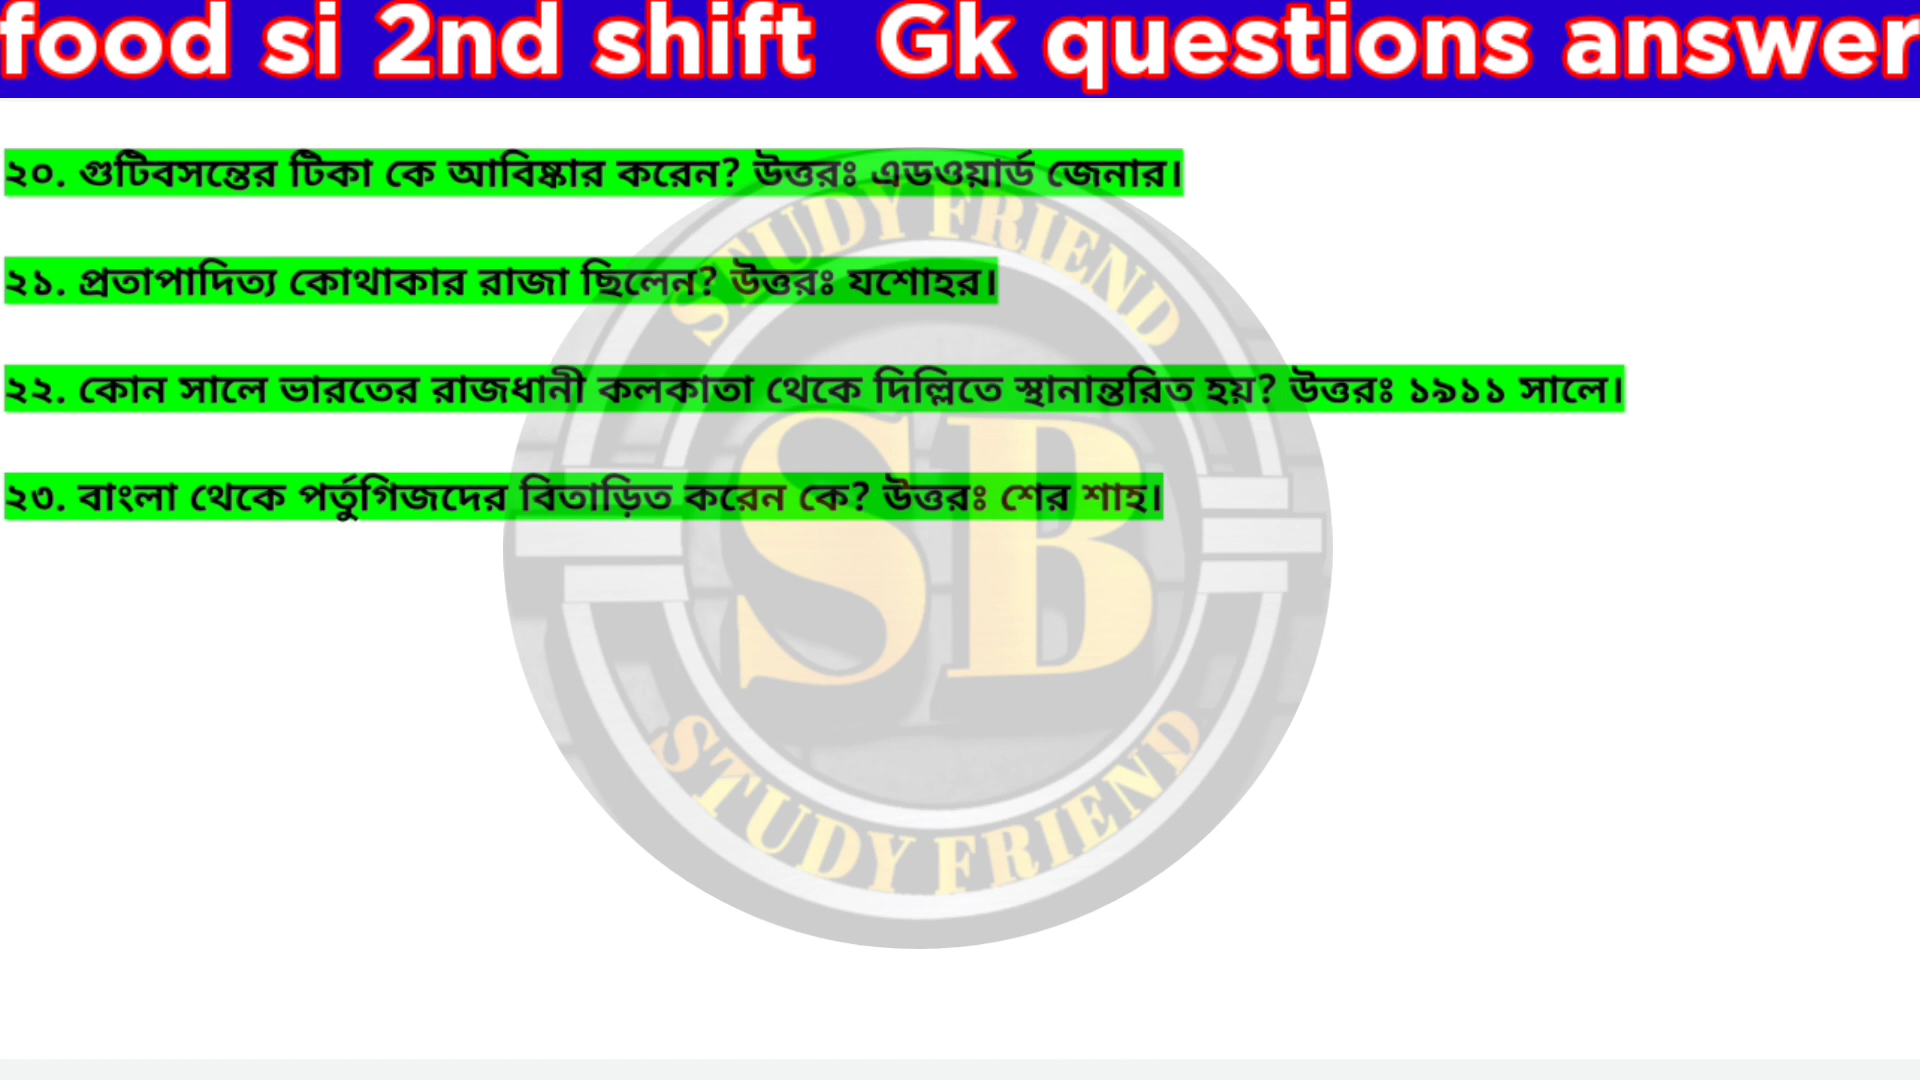 food si 2nd shift Gk questions answer
২০. গুটিবসন্তের টিকা কে আবিষ্কার করেন? উত্তরঃ এডওয়ার্ড জেনার।
২১. প্রতাপাদিত্য কোথাকার রাজা ছিলেন? উত্তরঃ যশোহর।
২২. কোন সালে ভারতের রাজধানী কলকাতা থেকে দিল্লিতে স্থানান্তরিত হয়? উত্তরঃ ১৯১১ সালে।
২৩. বাংলা থেকে পর্তুগিজদের বিতাড়িত করেন কে? উত্তরঃ শের শাহ।
STUDY FRIEND
SB
STUDY FRIEND